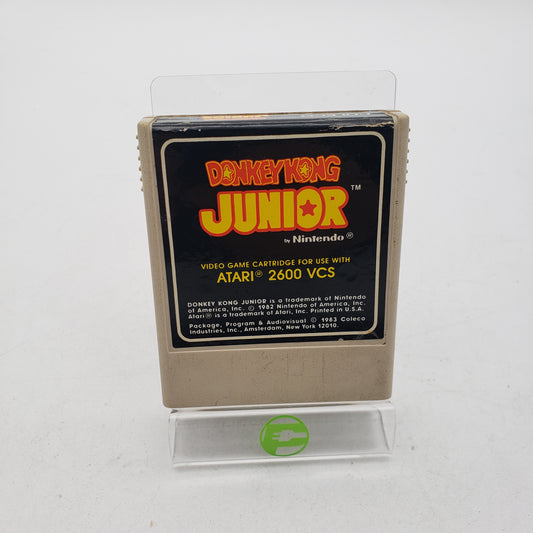 DONKEY KONG
JUNIOR™
by Nintendo®
VIDEO GAME CARTRIDGE FOR USE WITH
ATARI® 2600 VCS
DONKEY KONG JUNIOR is a trademark of Nintendo
of America, Inc. © 1982 Nintendo of America, Inc.
Atari® is a trademark of Atari, Inc. Printed in U.S.A.
Package, Program & Audiovisual © 1983 Coleco
Industries, Inc., Amsterdam, New York 12010.